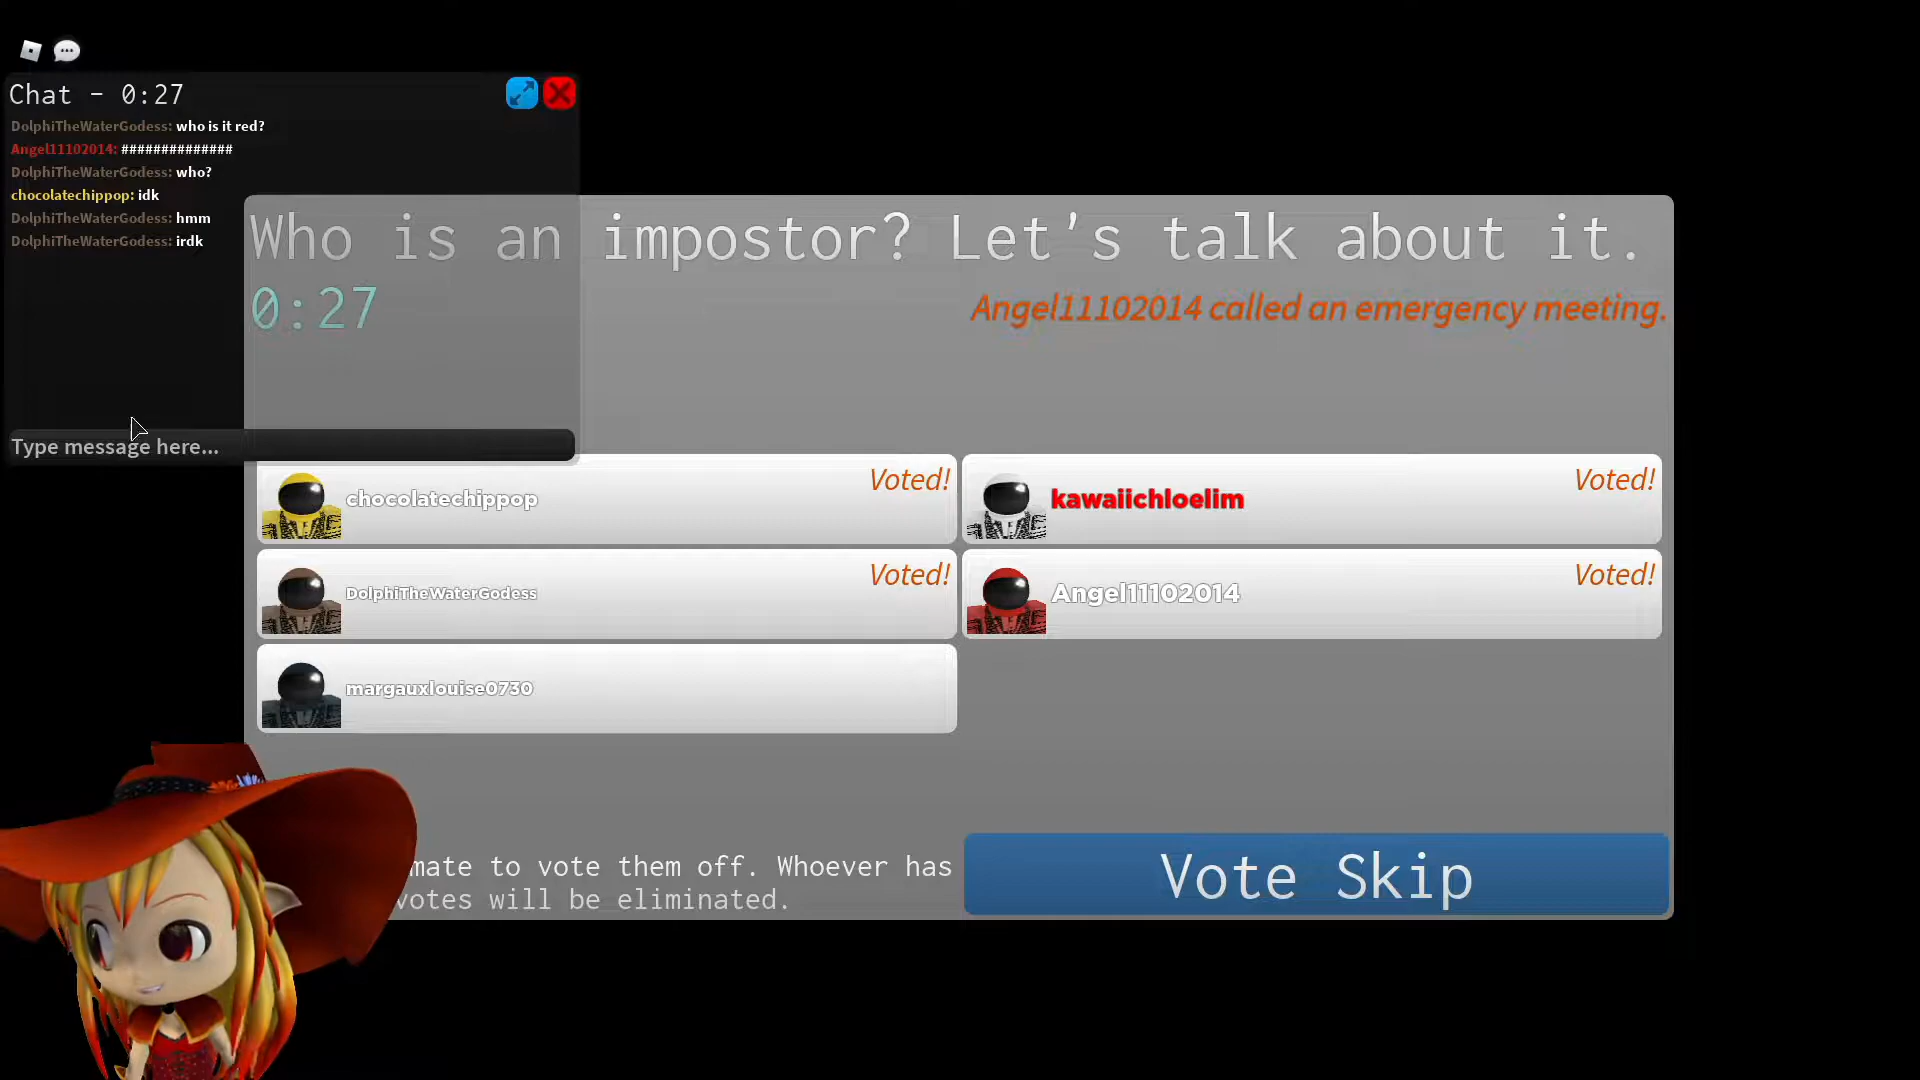 Chat - 0:27
DolphiTheWaterGodess: who is it red?
Angel11102014: ##############
DolphiTheWaterGodess: who?
chocolatechippop: idk
DolphiTheWaterGodess: hmm
DolphiTheWaterGodess: irdk
Type message here...
Who is an impostor? Let's talk about it.
0:27
Angel11102014 called an emergency meeting.
chocolatechippop
Voted!
kawaiichloelim
Voted!
DolphiTheWaterGodess
Voted!
Angel11102014
Voted!
margauxlouise0730
mate to vote them off. Whoever has
votes will be eliminated.
Vote Skip